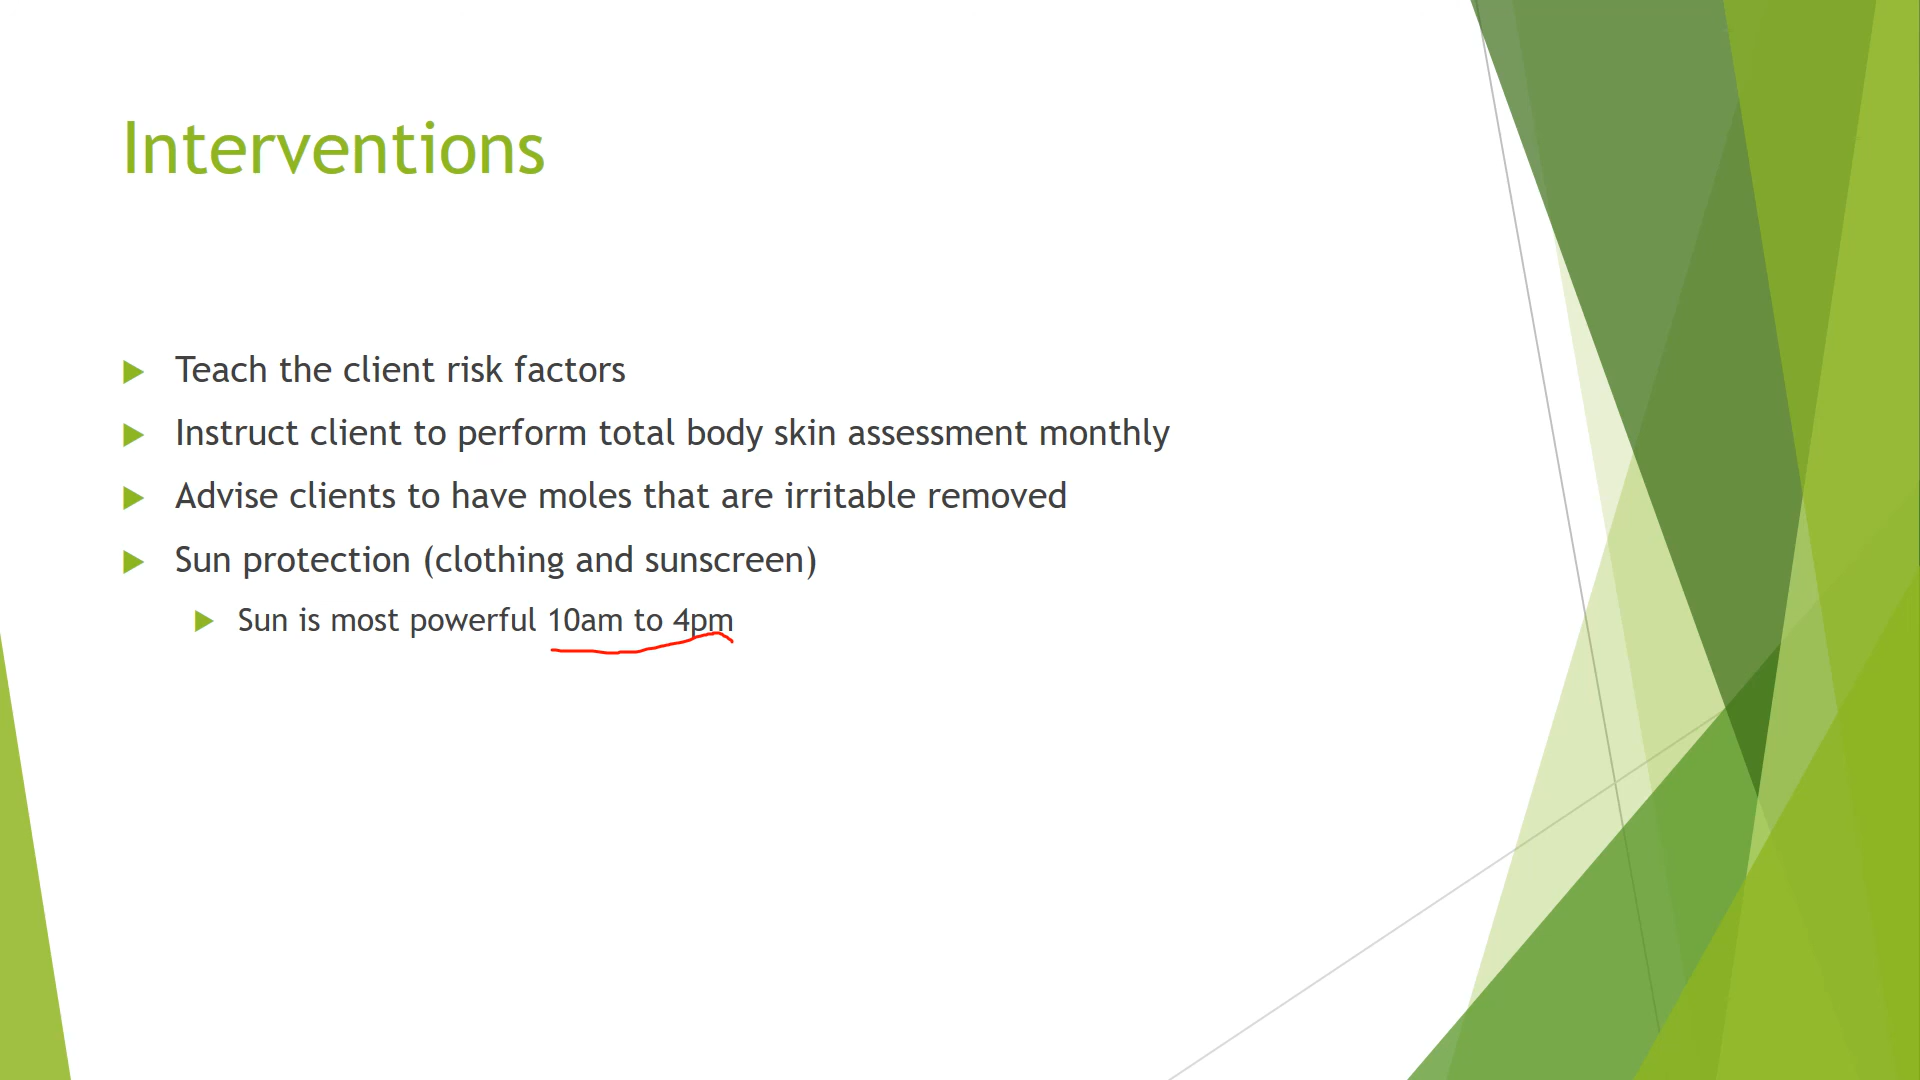 Interventions
Teach the client risk factors
Instruct client to perform total body skin assessment monthly
Advise clients to have moles that are irritable removed
Sun protection (clothing and sunscreen)
Sun is most powerful 10am to 4pm